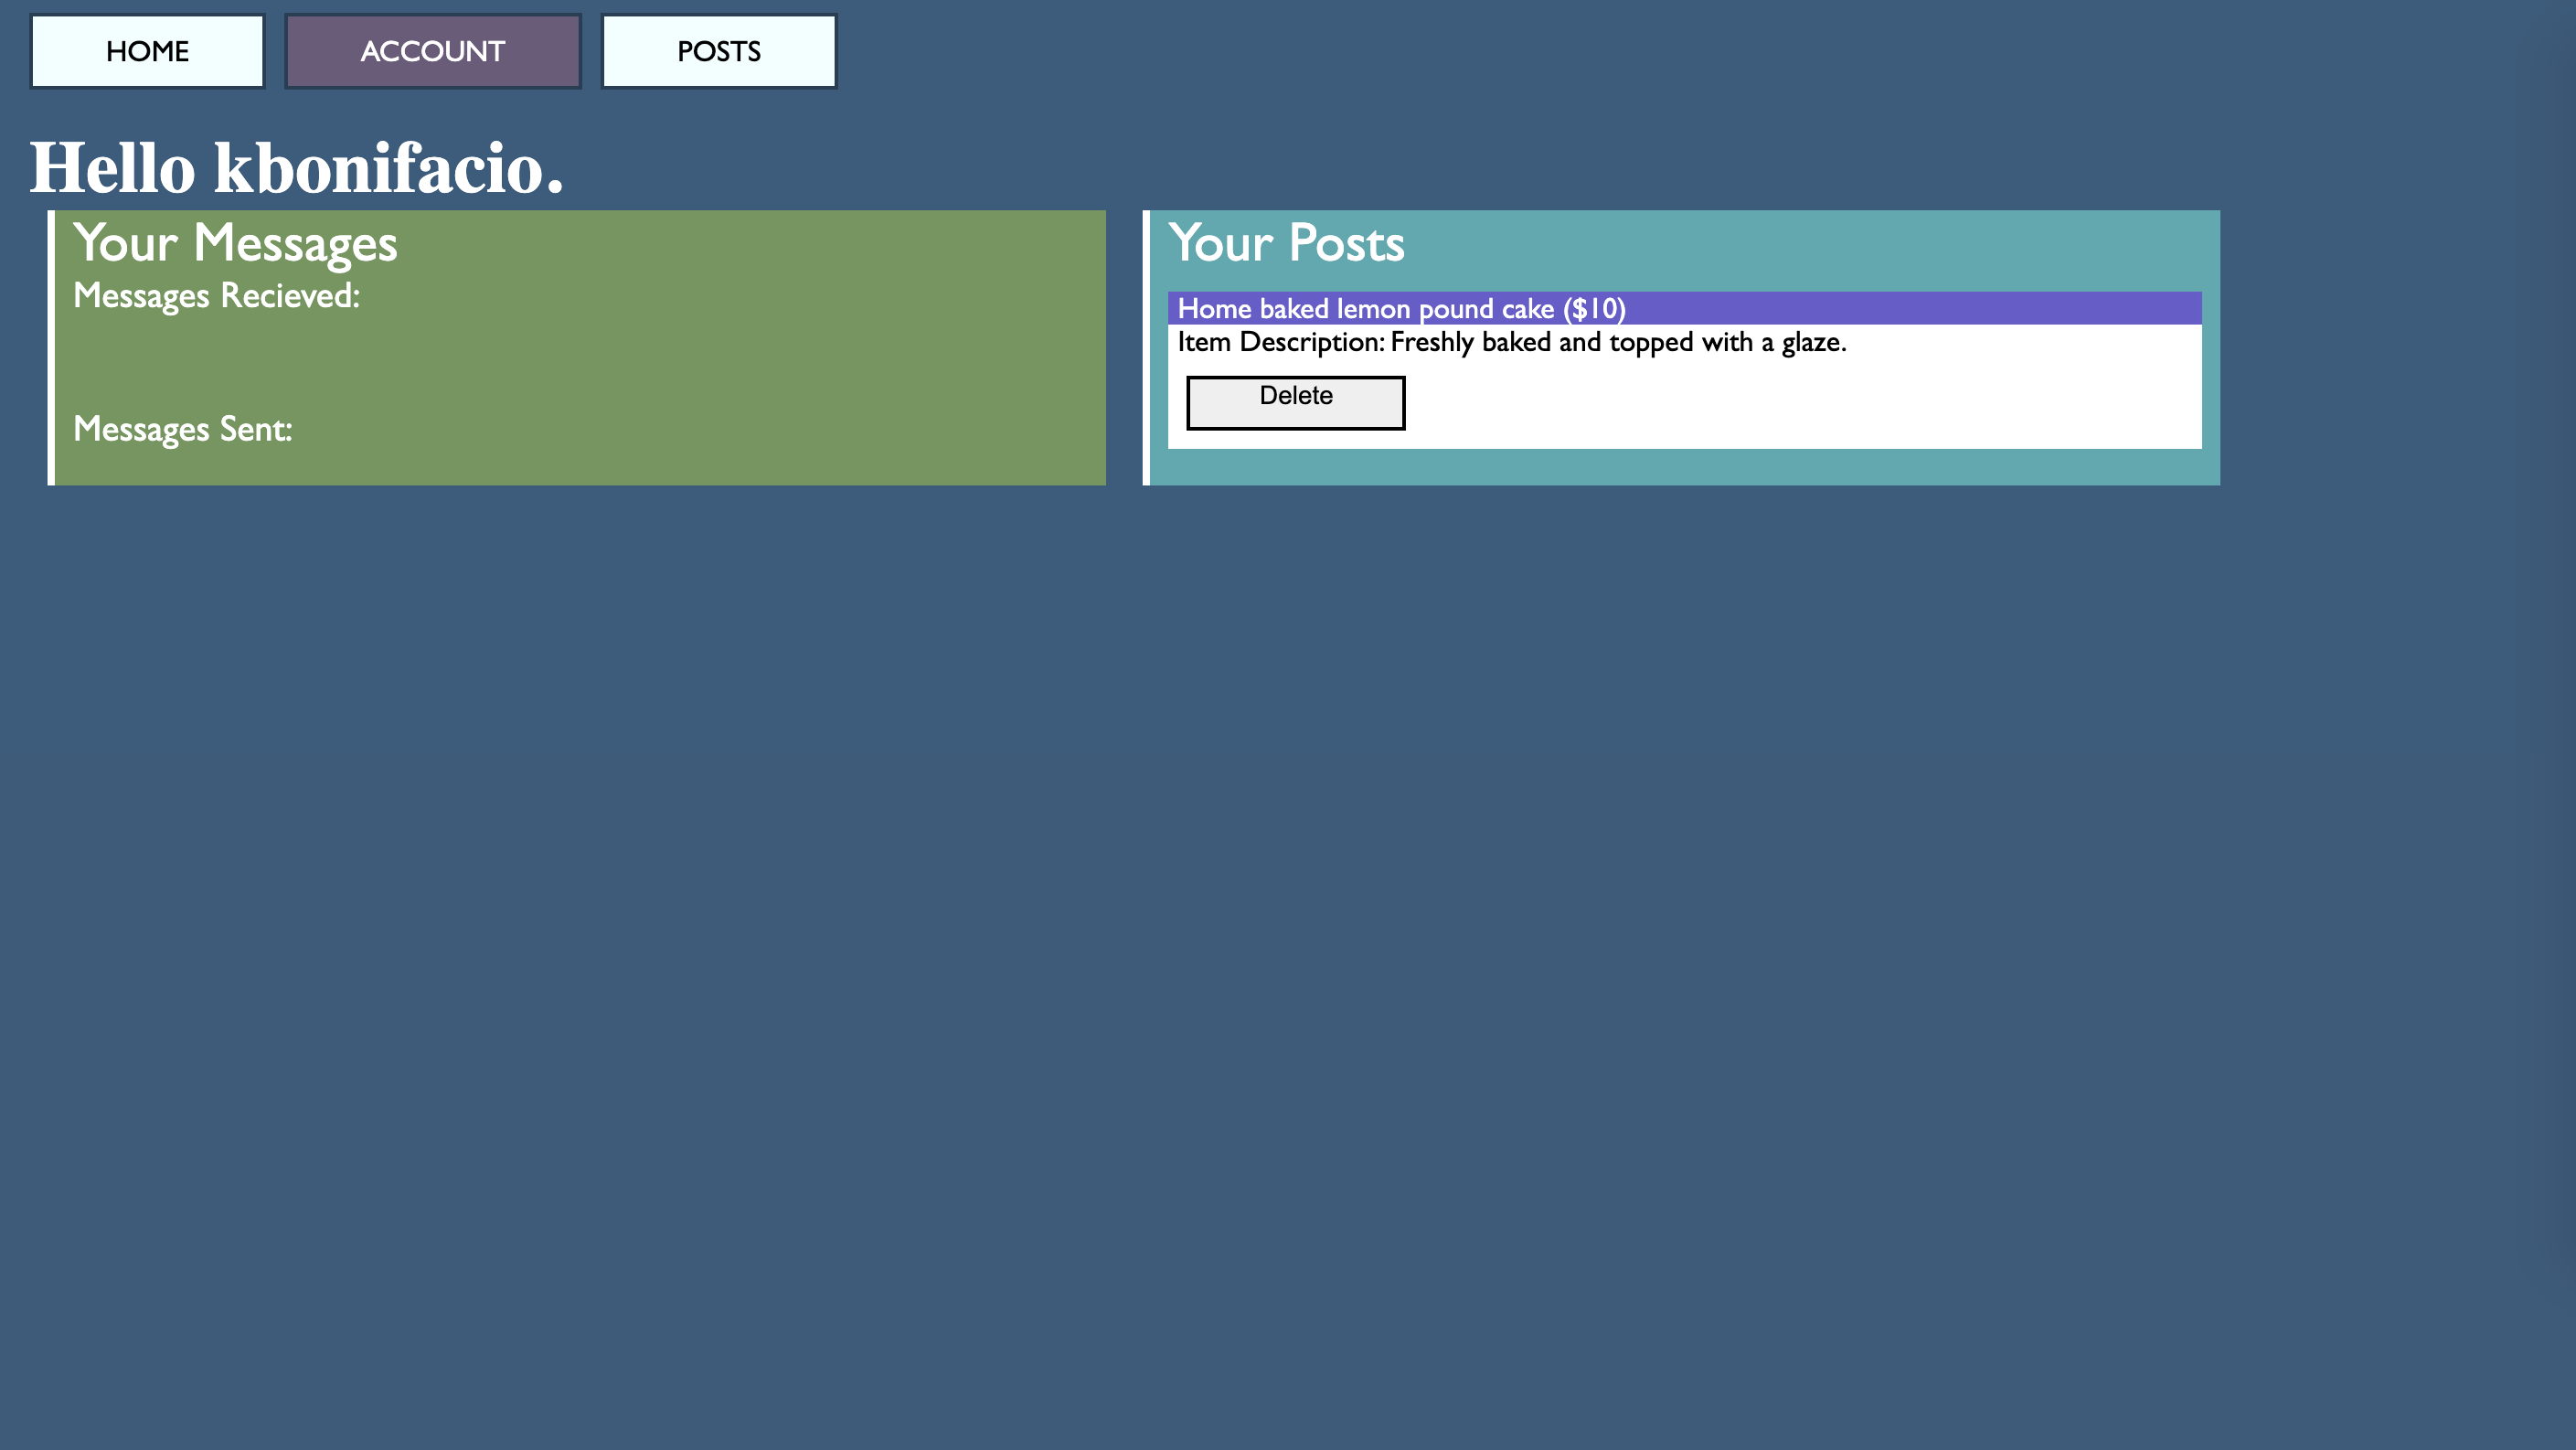 HOME ACCOUNT POSTS
Hello kbonifacio.
Your Messages
Messages Recieved:
Messages Sent:
Your Posts
Home baked lemon pound cake ($10)
Item Description: Freshly baked and topped with a glaze.
Delete